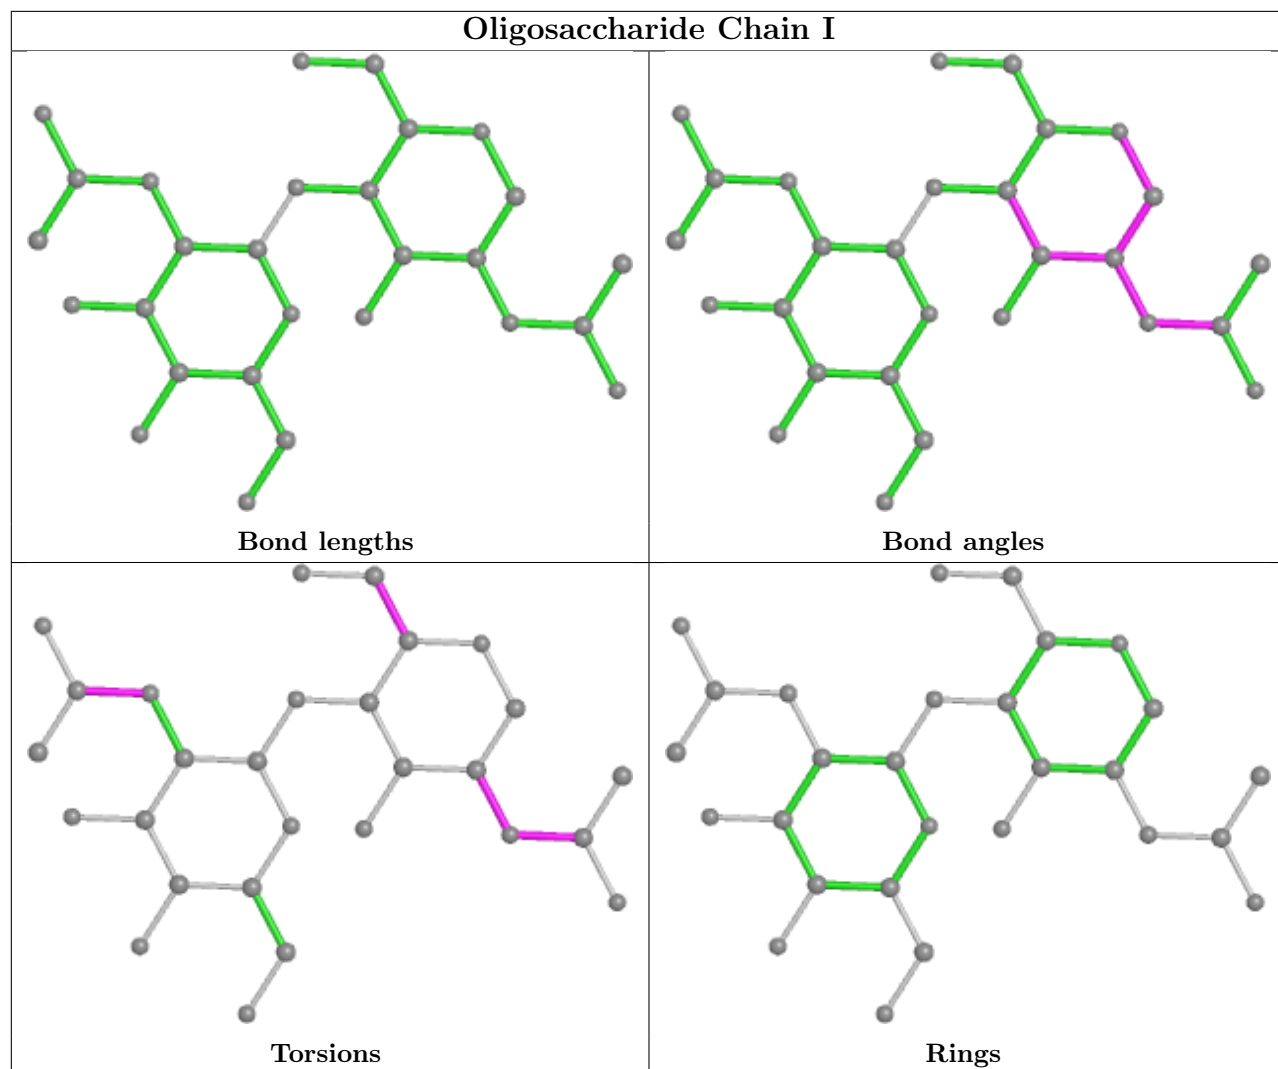 Oligosaccharide Chain I
Bond lengths
Bond angles
Torsions
Rings